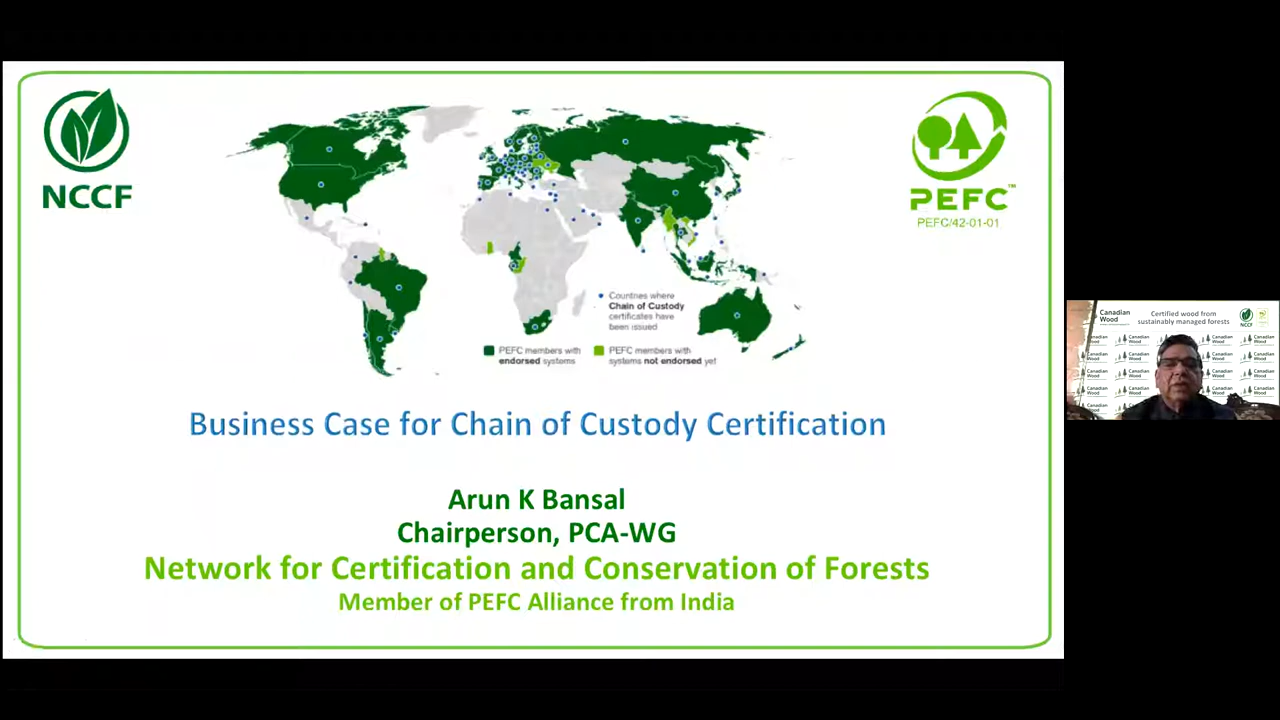 NCCF
PEFC™
PEFC/42-01-01
Countries where
Chain of Custody
certificates have
been issued
PEFC members with
endorsed systems
PEFC members with
systems not endorsed yet
Business Case for Chain of Custody Certification
Arun K Bansal
Chairperson, PCA-WG
Network for Certification and Conservation of Forests
Member of PEFC Alliance from India
Canadian
Wood
Certified wood from
sustainably managed forests
NCCF